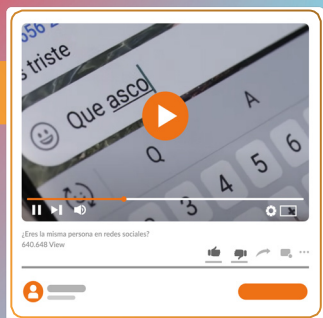 s triste
Que asco
Q A
3 4 5 6
¿Eres la misma persona en redes sociales?
640.648 View